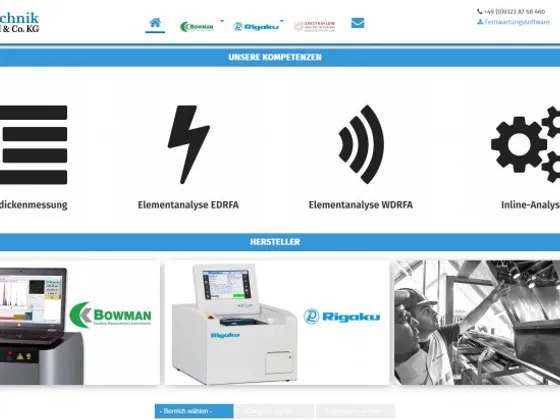 chnik
& Co. KG
BOWMAN
Rigaku
SPECTRAFLOW
+49 (0)9323 87 68 460
Fernwartungssoftware
UNSERE KOMPETENZEN
dickenmessung
Elementanalyse EDRFA
Elementanalyse WDRFA
Inline-Analys
HERSTELLER
BOWMAN
Rigaku
Rigaku
- Bereich wählen -